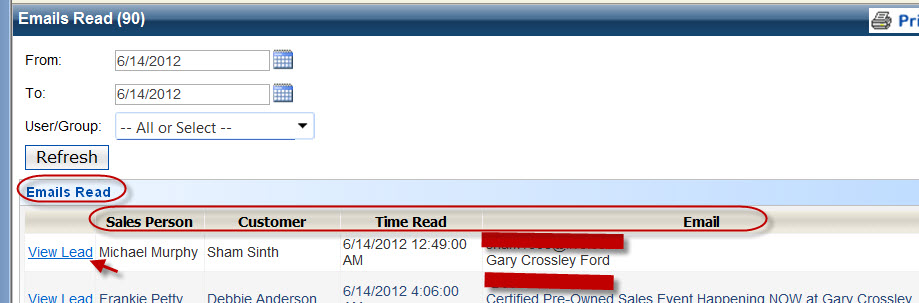 Emails Read (90)
Pri
From: 6/14/2012
To: 6/14/2012
User/Group: -- All or Select --
Refresh
Emails Read
Sales Person Customer Time Read Email
View Lead Michael Murphy Sham Sinth 6/14/2012 12:49:00
AM Gary Crossley Ford
View Lead Frankie Petty Debbie Anderson 6/14/2012 4:06:00
Certified Pre-Owned Sales Event Happening NOW at Gary Crossley